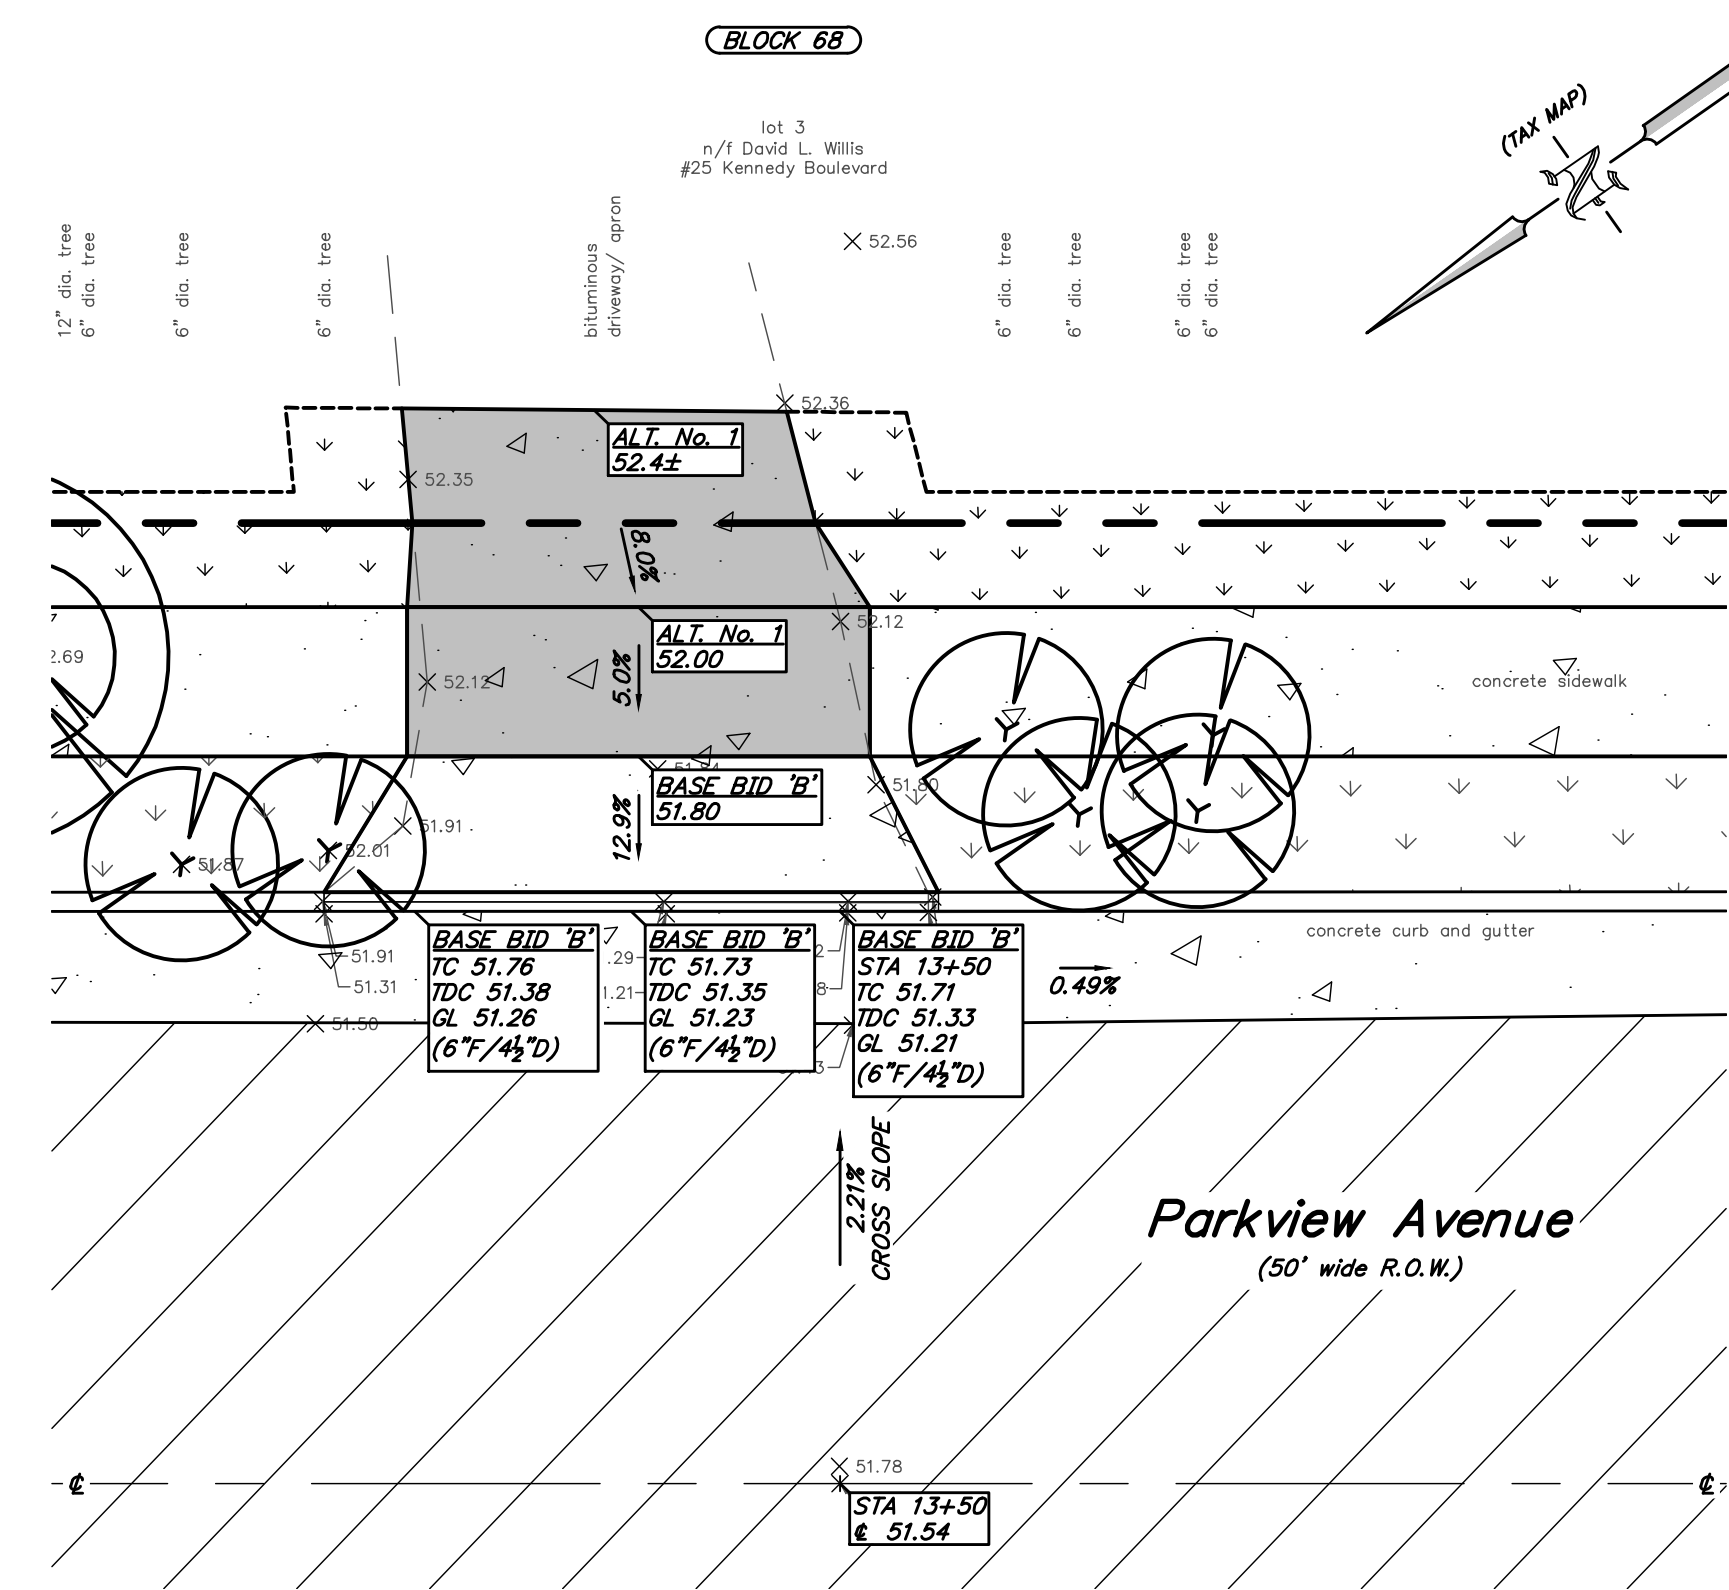 BLOCK 68
(TAX MAP)
lot 3
n/f David L. Willis
#25 Kennedy Boulevard
12" dia. tree
6" dia. tree
6" dia. tree
6" dia. tree
bituminous
driveway/ apron
52.56
6" dia. tree
6" dia. tree
6" dia. tree
6" dia. tree
52.36
ALT. No. 1
52.4±
52.35
8.0%
52.12
ALT. No. 1
52.00
5.0%
2.69
52.12
concrete sidewalk
51.84
BASE BID 'B'
51.80
51.80
12.9%
51.91
52.01
51.87
concrete curb and gutter
51.91
51.31
51.50
BASE BID 'B'
TC 51.76
TDC 51.38
GL 51.26
(6"F/4½"D)
.29
1.21
BASE BID 'B'
TC 51.73
TDC 51.35
GL 51.23
(6"F/4½"D)
2
8
3
BASE BID 'B'
STA 13+50
TC 51.71
TDC 51.33
GL 51.21
(6"F/4½"D)
0.49%
2.21%
CROSS SLOPE
Parkview Avenue
(50' wide R.O.W.)
℄
51.78
℄
STA 13+50
℄ 51.54